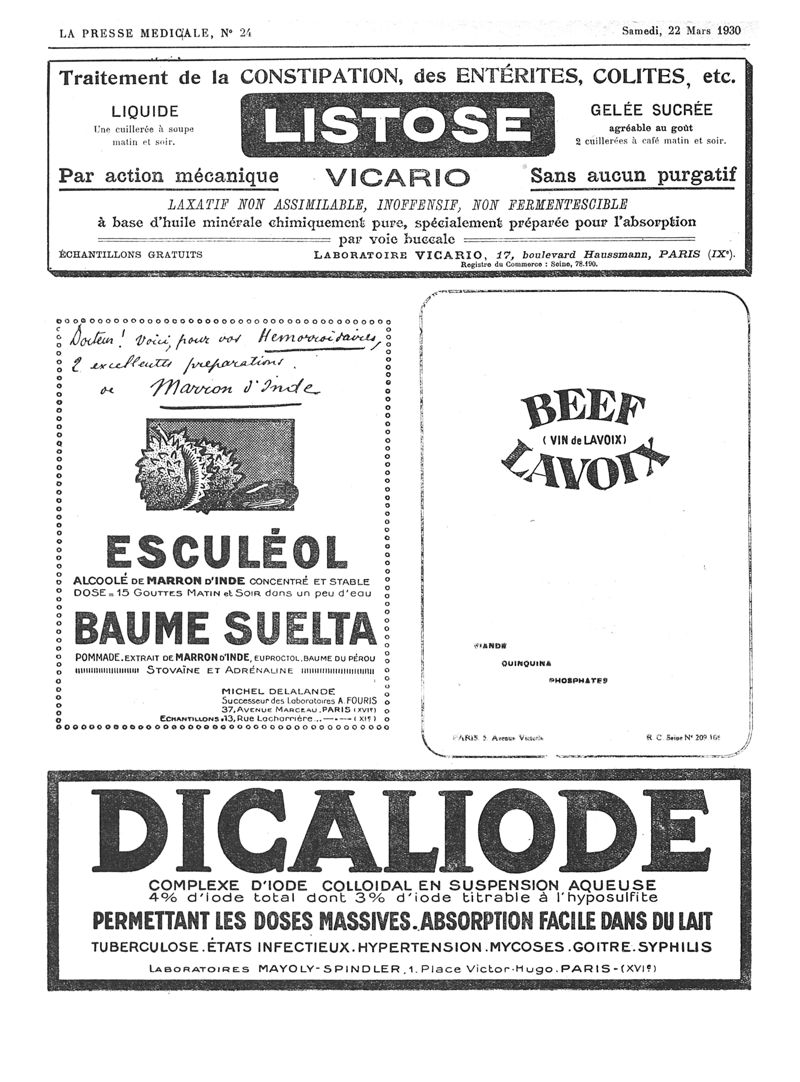 LA PRESSE MEDICALE, N° 24
Samedi, 22 Mars 1930
Traitement de la CONSTIPATION, des ENTÉRITES, COLITES, etc.
LIQUIDE
Une cuillerée à soupe
matin et soir.
LISTOSE
GELÉE SUCRÉE
agréable au goût
2 cuillerées à café matin et soir.
Par action mécanique
VICARIO
Sans aucun purgatif
LAXATIF NON ASSIMILABLE, INOFFENSIF, NON FERMENTESCIBLE
à base d'huile minérale chimiquement pure, spécialement préparée pour l'absorption
par voie buccale
ÉCHANTILLONS GRATUITS
LABORATOIRE VICARIO, 17, boulevard Haussmann, PARIS (IXe).
Registre du Commerce : Seine, 78.190.
Docteur! Voici, pour vos Hemorroidaires,
2 excellentes préparations.
de Marron d'Inde
ESCULÉOL
ALCOOLÉ DE MARRON D'INDE CONCENTRÉ ET STABLE
DOSE = 15 GOUTTES MATIN et SOIR dans un peu d'eau
BAUME SUELTA
POMMADE.EXTRAIT DE MARRON D'INDE, EUPROCTOL, BAUME DU PÉROU
STOVAÏNE ET ADRÉNALINE
MICHEL DELALANDE
Successeur des Laboratoires A. FOURIS
37, AVENUE MARCEAU. PARIS (XVIe)
ECHANTILLONS. 13, Rue Lacharrière... (XIe)
BEEF
(VIN de LAVOIX)
LAVOIX
VIANDE
QUINQUINA
PHOSPHATES
PARIS. 5. Avenue Victoria
R. C. Seine N° 209.168
DICALIODE
COMPLEXE D'IODE COLLOIDAL EN SUSPENSION AQUEUSE
4% d'iode total dont 3% d'iode titrable à l'hyposulfite
PERMETTANT LES DOSES MASSIVES. ABSORPTION FACILE DANS DU LAIT
TUBERCULOSE. ÉTATS INFECTIEUX. HYPERTENSION. MYCOSES. GOITRE. SYPHILIS
LABORATOIRES MAYOLY-SPINDLER, 1. Place Victor-Hugo. PARIS-(XVIe)